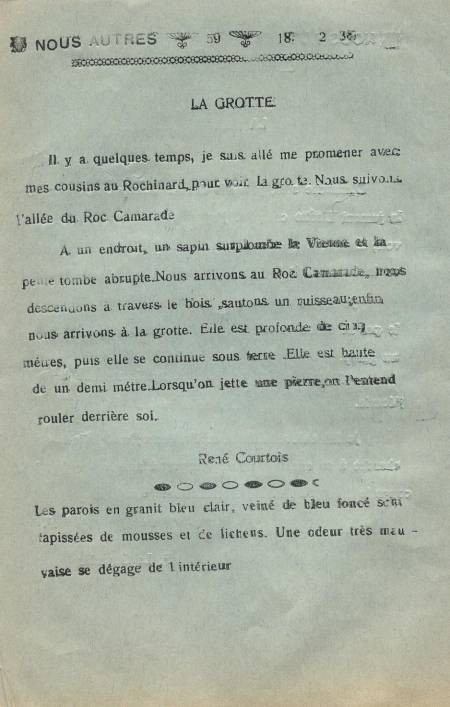 NOUS AUTRES 59 18 2 36
LA GROTTE
Il y a quelques temps, je suis allé me promener avec
mes cousins au Rochinard, pour voir la grotte. Nous suivons
l'allée du Roc Camarade
A un endroit, un sapin surplombe la Vienne et la
pente tombe abrupte.Nous arrivons au Roc Camarade, nous
descendons a travers le bois ,sautons un ruisseau;enfin
nous arrivons à la grotte. Elle est profonde de cinq
mètres, puis elle se continue sous terre .Elle est haute
de un demi métre.Lorsqu'on jette une pierre,on l'entend
rouler derrière soi.
René Courtois
Les parois en granit bleu clair, veiné de bleu foncé sont
tapissées de mousses et de lichens. Une odeur très mau -
vaise se dégage de l intérieur